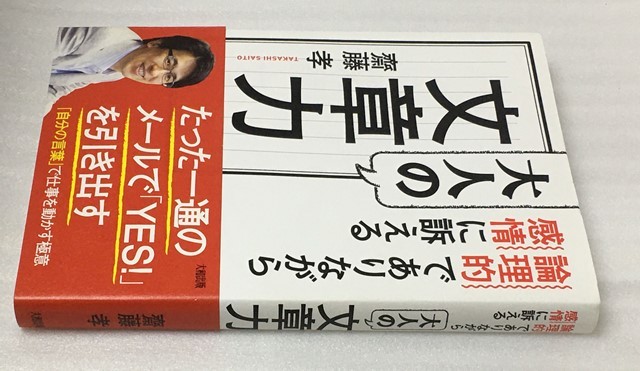 論理的でありながら
感情に訴える
大人の
文章力
齋藤孝
TAKASHI・SAITO
たった一通の
メールで「YES!」
を引き出す
「自分の言葉」で仕事を動かす極意
大和出版
論理的でありながら
感情に訴える
大人の
文章力
齋藤孝